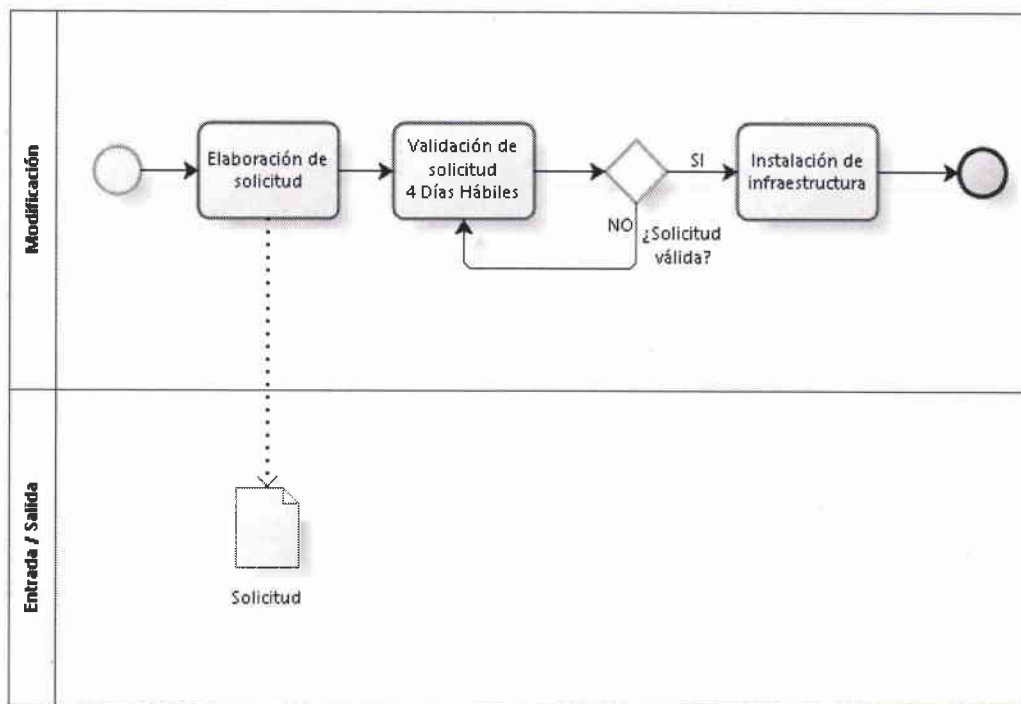 Modificación
Elaboración de
solicitud
Validación de
solicitud
4 Días Hábiles
SI
NO
¿Solicitud
válida?
Instalación de
infraestructura
Entrada / Salida
Solicitud